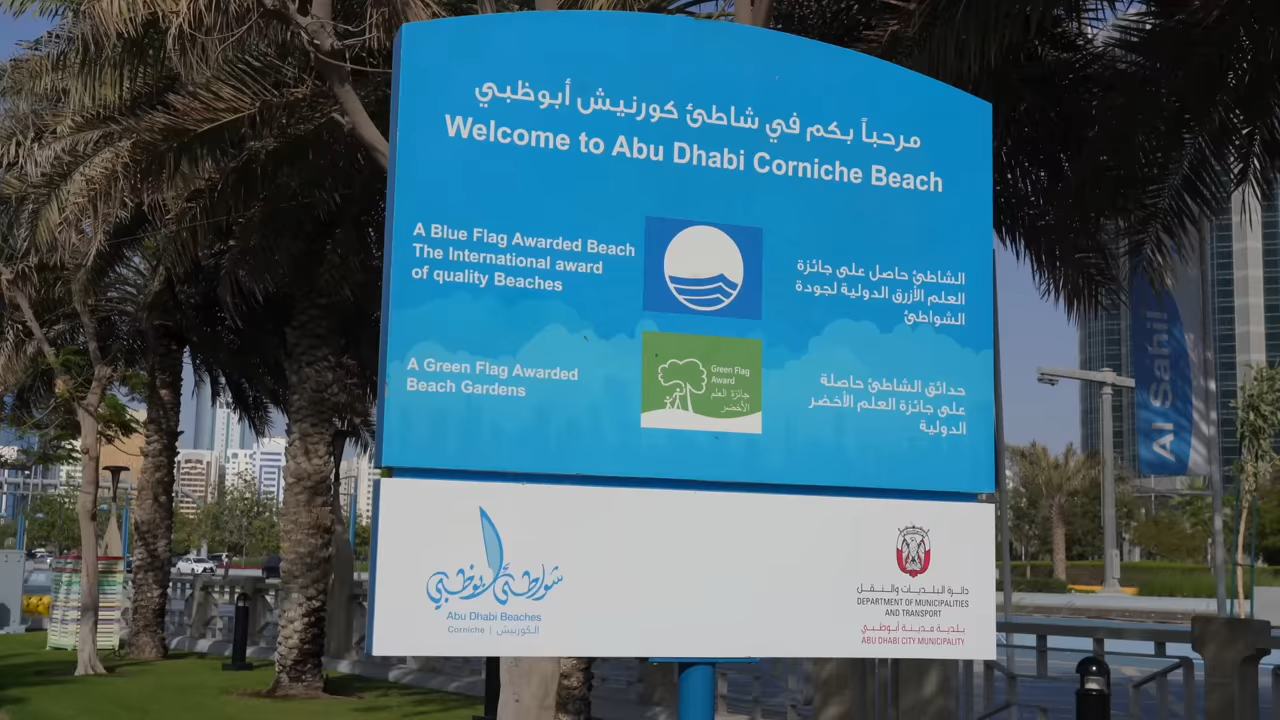 مرحباً بكم في شاطئ كورنيش أبوظبي
Welcome to Abu Dhabi Corniche Beach
A Blue Flag Awarded Beach
The International award
of quality Beaches
الشاطئ حاصل على جائزة
العلم الأزرق الدولية لجودة
الشواطئ
A Green Flag Awarded
Beach Gardens
Green Flag
Award
جائزة العلم
الأخضر
حدائق الشاطئ حاصلة
على جائزة العلم الأخضر
الدولية
شواطئ أبوظبي
Abu Dhabi Beaches
Corniche | الكورنيش
دائرة البلديات والنقل
DEPARTMENT OF MUNICIPALITIES
AND TRANSPORT
بلدية مدينة أبوظبي
ABU DHABI CITY MUNICIPALITY
Al Sahil